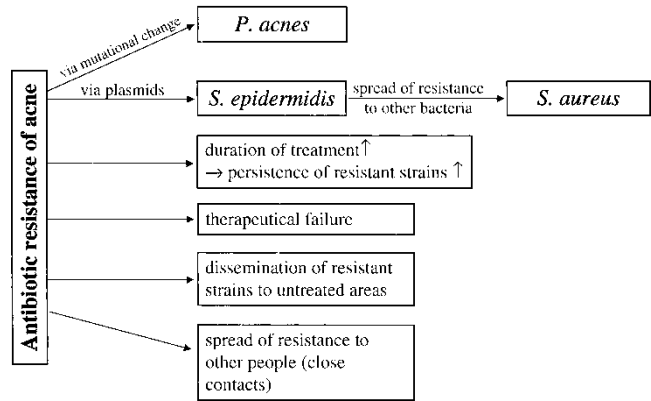 Antibiotic resistance of acne
via mutational change
P. acnes
via plasmids
S. epidermidis
spread of resistance
to other bacteria
S. aureus
duration of treatment↑
→ persistence of resistant strains ↑
therapeutical failure
dissemination of resistant
strains to untreated areas
spread of resistance to
other people (close
contacts)